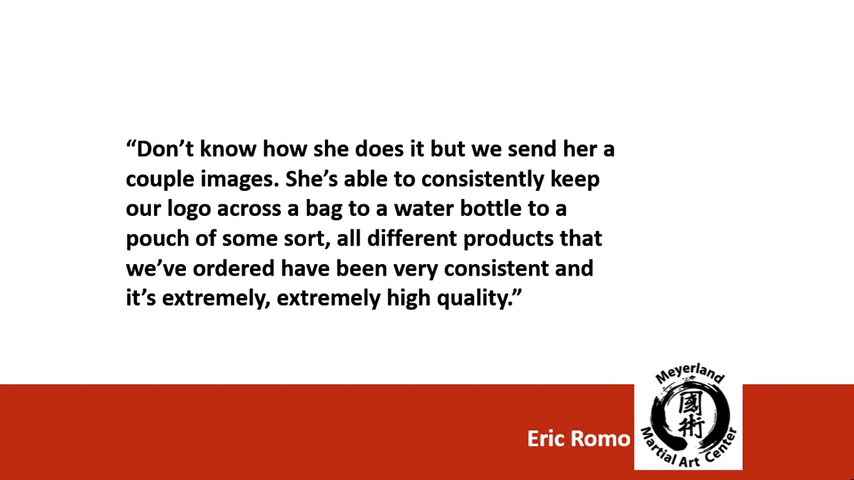 “Don’t know how she does it but we send her a
couple images. She’s able to consistently keep
our logo across a bag to a water bottle to a
pouch of some sort, all different products that
we’ve ordered have been very consistent and
it’s extremely, extremely high quality.”
Eric Romo
Meyerland
國術
Martial Art Center